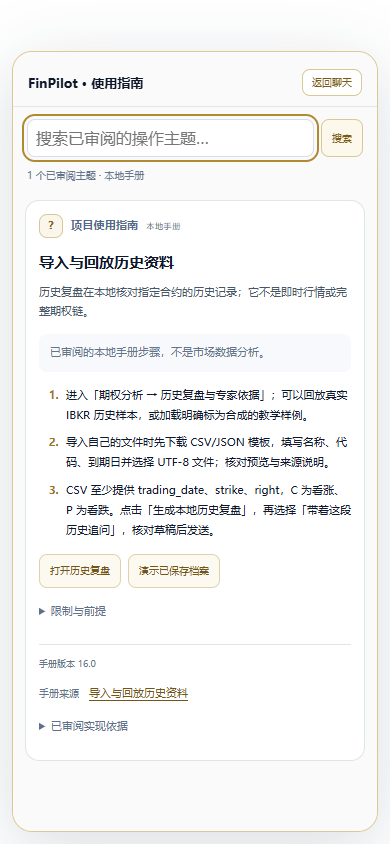 FinPilot • 使用指南
返回聊天
搜索已审阅的操作主题...
搜索
1 个已审阅主题 · 本地手册
? 项目使用指南 本地手册
导入与回放历史资料
历史复盘在本地核对指定合约的历史记录；它不是即时行情或完
整期权链。
已审阅的本地手册步骤，不是市场数据分析。
1. 进入「期权分析 → 历史复盘与专家依据」；可以回放真实
IBKR 历史样本，或加载明确标为合成的教学样例。
2. 导入自己的文件时先下载 CSV/JSON 模板，填写名称、代
码、到期日并选择 UTF-8 文件；核对预览与来源说明。
3. CSV 至少提供 trading_date、strike、right，C 为看涨、
P 为看跌。点击「生成本地历史复盘」，再选择「带着这段
历史追问」，核对草稿后发送。
打开历史复盘
演示已保存档案
▶ 限制与前提
手册版本 16.0
手册来源 导入与回放历史资料
▶ 已审阅实现依据